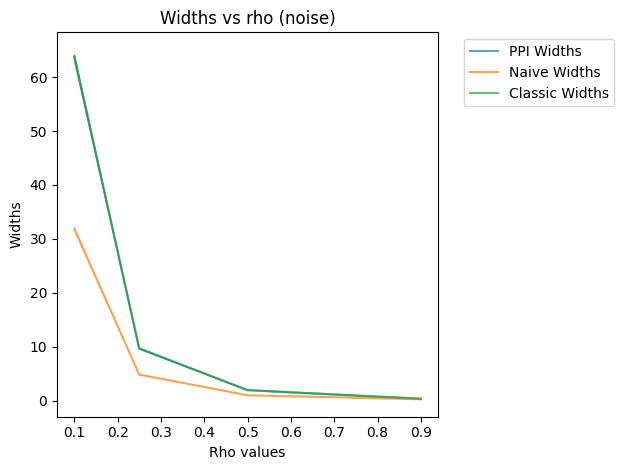 Widths vs rho (noise)
PPI Widths
Naive Widths
Classic Widths
60
50
40
30
20
10
0
Widths
0.1 0.2 0.3 0.4 0.5 0.6 0.7 0.8 0.9
Rho values